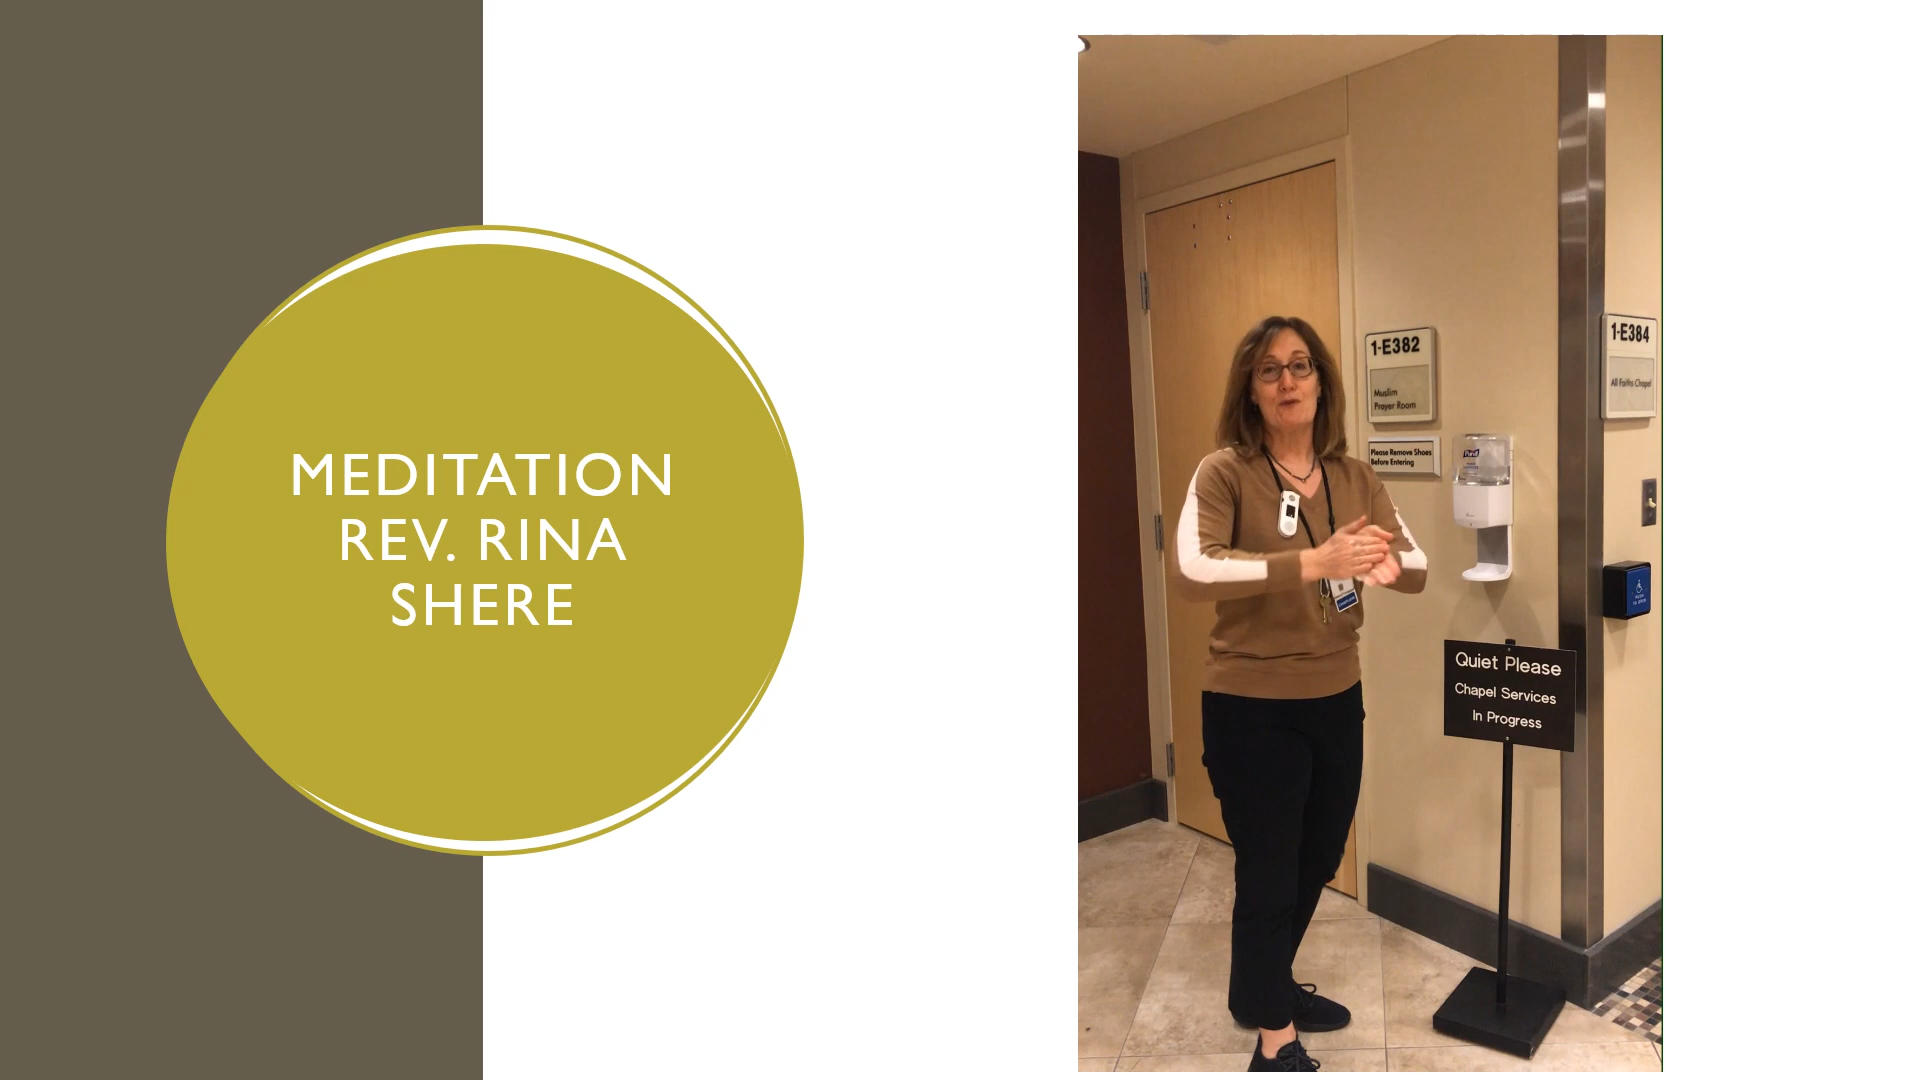 MEDITATION
REV. RINA
SHERE
1-E382
Muslim
Prayer Room
Please Remove Shoes
Before Entering
Purell
1-E384
All Faiths Chapel
Quiet Please
Chapel Services
In Progress